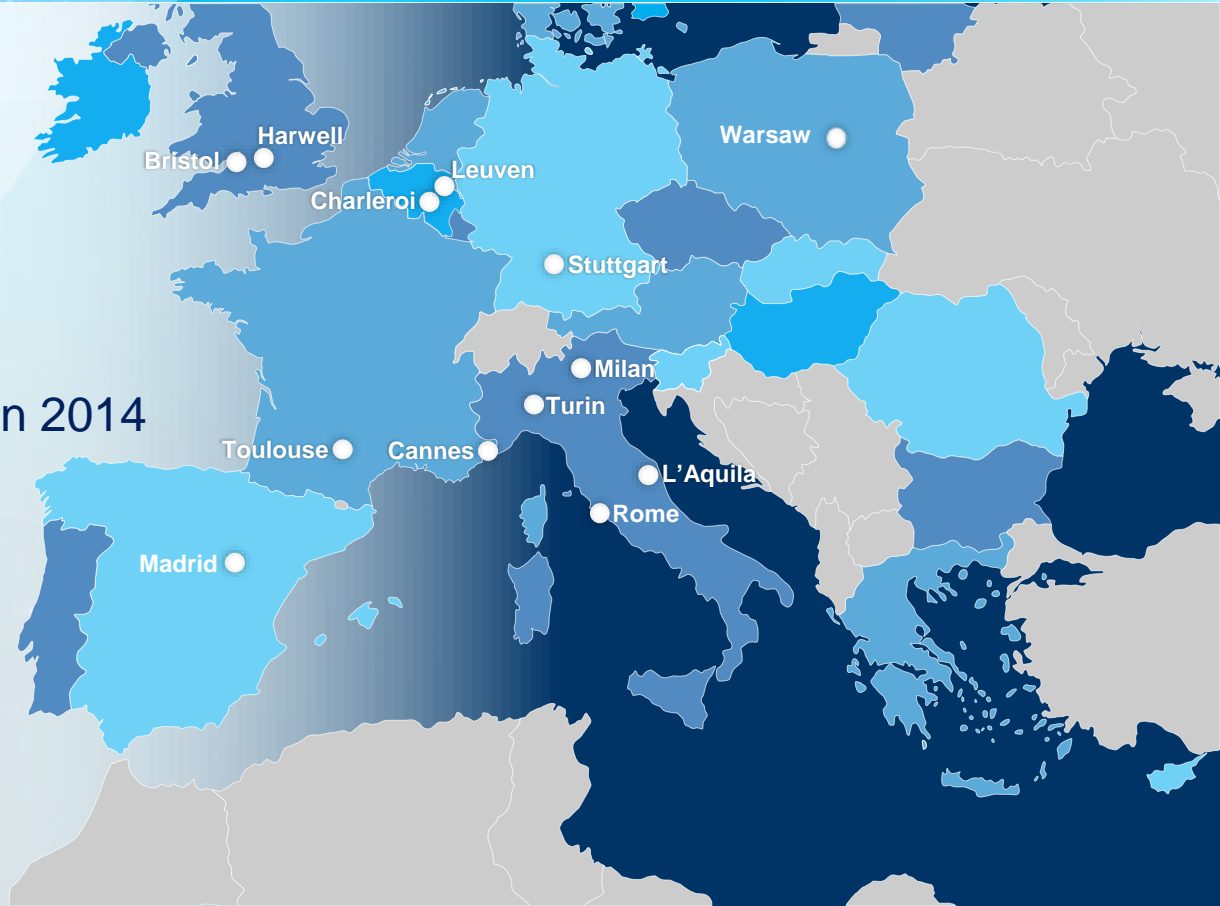 Harwell
Warsaw
Bristol
Leuven
Charleroi
Stuttgart
Milan
Turin
n 2014
Toulouse
Cannes
L’Aquila
Rome
Madrid